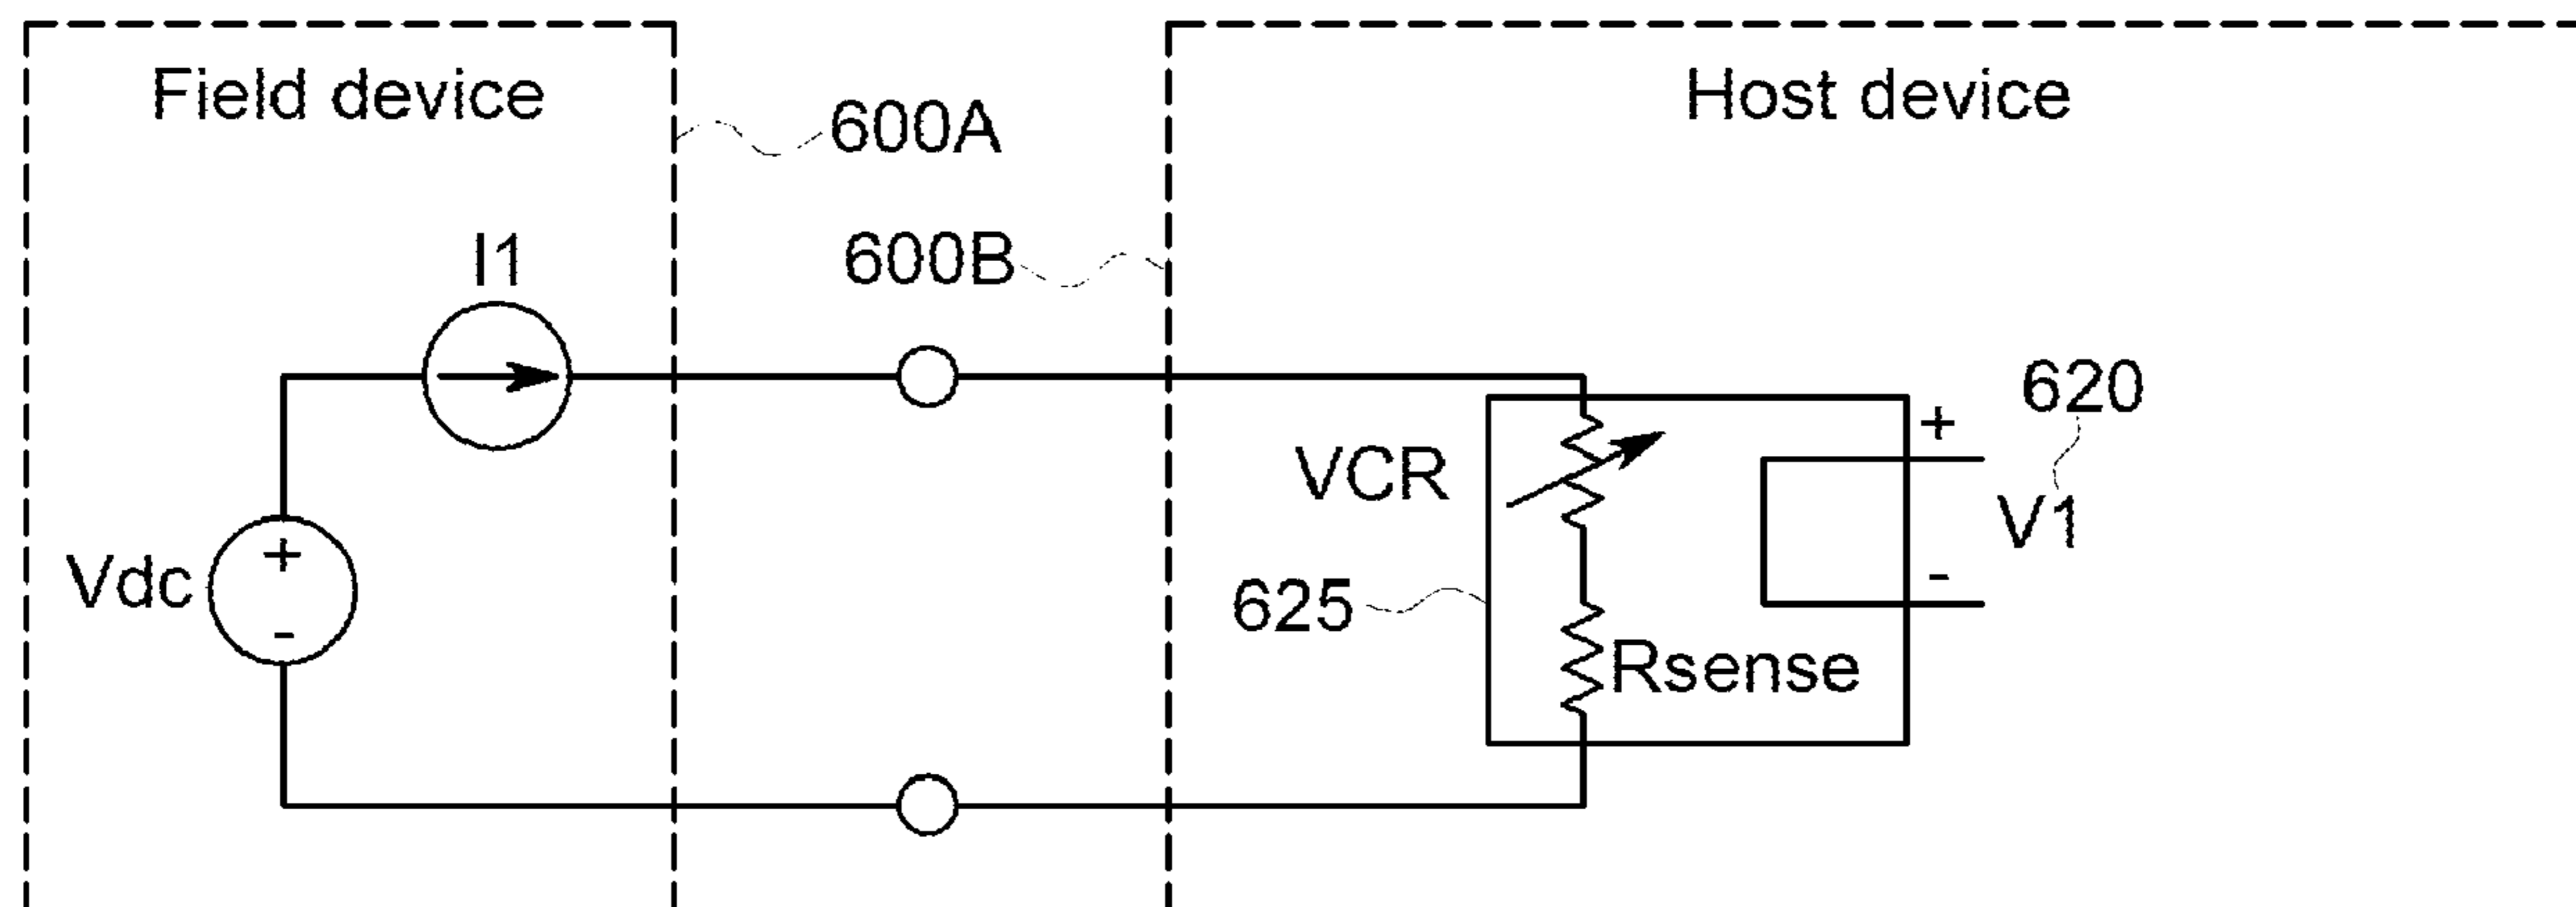 Field device
Host device
600A
600B
I1
620
+
VCR
V1
Vdc
+
-
-
625
Rsense